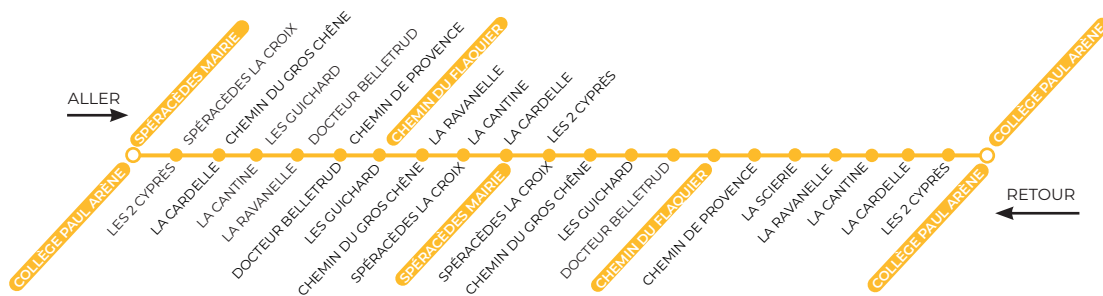 ALLER
SPÉRACÈDES MAIRIE
SPÉRACÈDES LA CROIX
CHEMIN DU GROS CHÊNE
LES GUICHARD
DOCTEUR BELLETRUD
CHEMIN DE PROVENCE
CHEMIN DU FLAQUIER
LA RAVANELLE
LA CANTINE
LA CARDELLE
LES 2 CYPRÈS
COLLÈGE PAUL ARÈNE
COLLÈGE PAUL ARÈNE
LES 2 CYPRÈS
LA CARDELLE
LA CANTINE
LA RAVANELLE
DOCTEUR BELLETRUD
LES GUICHARD
CHEMIN DU GROS CHÊNE
SPÉRACÈDES LA CROIX
SPÉRACÈDES MAIRIE
SPÉRACÈDES LA CROIX
CHEMIN DU GROS CHÊNE
LES GUICHARD
DOCTEUR BELLETRUD
CHEMIN DU FLAQUIER
CHEMIN DE PROVENCE
LA SCIERIE
LA RAVANELLE
LA CANTINE
LA CARDELLE
LES 2 CYPRÈS
COLLÈGE PAUL ARÈNE
RETOUR